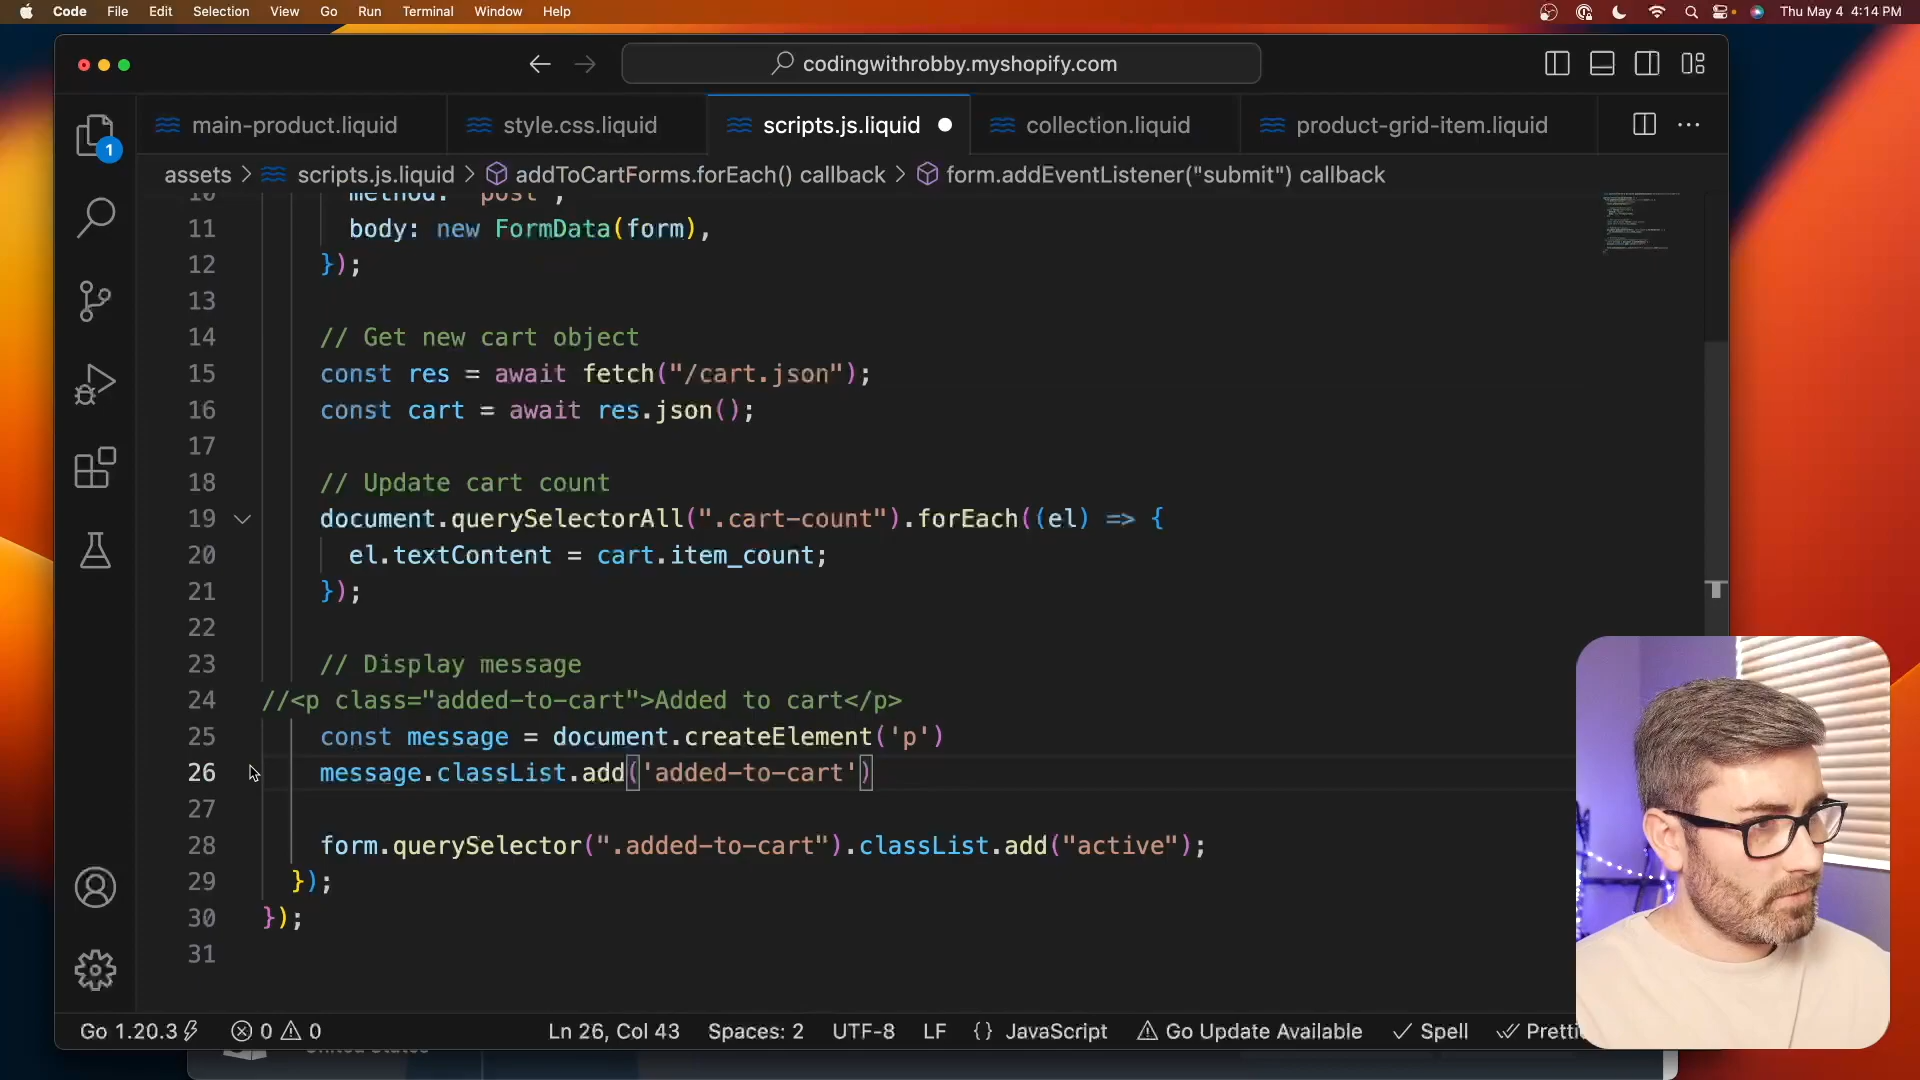 Code File Edit Selection View Go Run Terminal Window Help Thu May 4 4:14 PM
codingwithrobby.myshopify.com
main-product.liquid style.css.liquid scripts.js.liquid collection.liquid product-grid-item.liquid
1
assets > scripts.js.liquid > addToCartForms.forEach() callback > form.addEventListener("submit") callback
10 method: "post",
11 body: new FormData(form),
12 });
13
14 // Get new cart object
15 const res = await fetch("/cart.json");
16 const cart = await res.json();
17
18 // Update cart count
19 document.querySelectorAll(".cart-count").forEach((el) => {
20 el.textContent = cart.item_count;
21 });
22
23 // Display message
24 //<p class="added-to-cart">Added to cart</p>
25 const message = document.createElement('p')
26 message.classList.add('added-to-cart')
27
28 form.querySelector(".added-to-cart").classList.add("active");
29 });
30 });
31
Go 1.20.3 0 0 Ln 26, Col 43 Spaces: 2 UTF-8 LF {} JavaScript Go Update Available Spell Pretti
United States